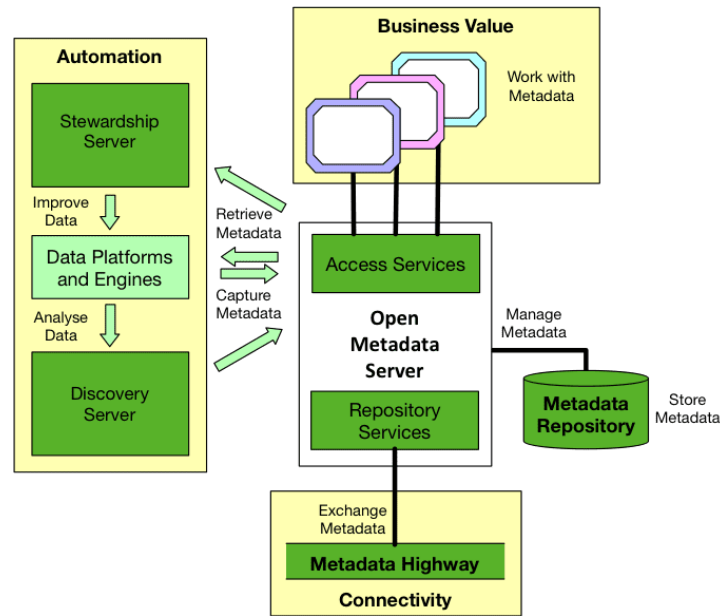 Business Value
Work with
Metadata
Automation
Stewardship
Server
Improve
Data
Data Platforms
and Engines
Analyse
Data
Discovery
Server
Retrieve
Metadata
Capture
Metadata
Access Services
Open
Metadata
Server
Repository
Services
Manage
Metadata
Metadata
Repository
Store
Metadata
Exchange
Metadata
Metadata Highway
Connectivity